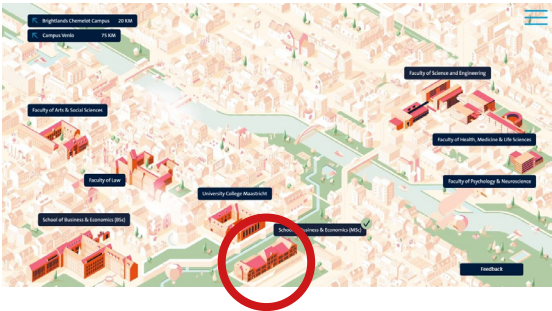 Brightlands Chemelot Campus 20 KM
Campus Venlo 75 KM
Faculty of Science and Engineering
Faculty of Arts & Social Sciences
Faculty of Health, Medicine & Life Sciences
Faculty of Law
Faculty of Psychology & Neuroscience
University College Maastricht
School of Business & Economics (BSc)
School of Business & Economics (MSc)
Feedback